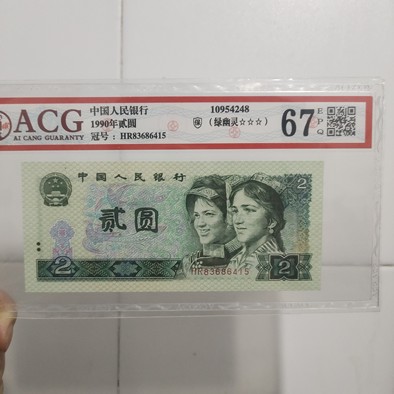 ACG
AI CANG GUARANTY
中国人民银行
1990年贰圆
冠号：HR83686415
10954248
(绿幽灵☆☆☆)
67
EPQ
中国人民银行
贰圆
2
HR83686415
2
2